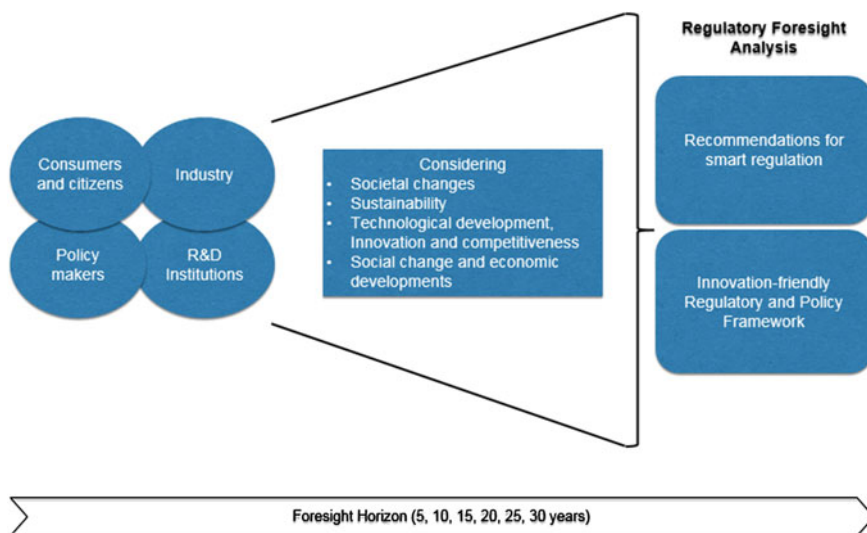 Regulatory Foresight
Analysis
Consumers
and citizens
Industry
Policy
makers
R&D
Institutions
Considering
• Societal changes
• Sustainability
• Technological development,
Innovation and competitiveness
• Social change and economic
developments
Recommendations for
smart regulation
Innovation-friendly
Regulatory and Policy
Framework
Foresight Horizon (5, 10, 15, 20, 25, 30 years)